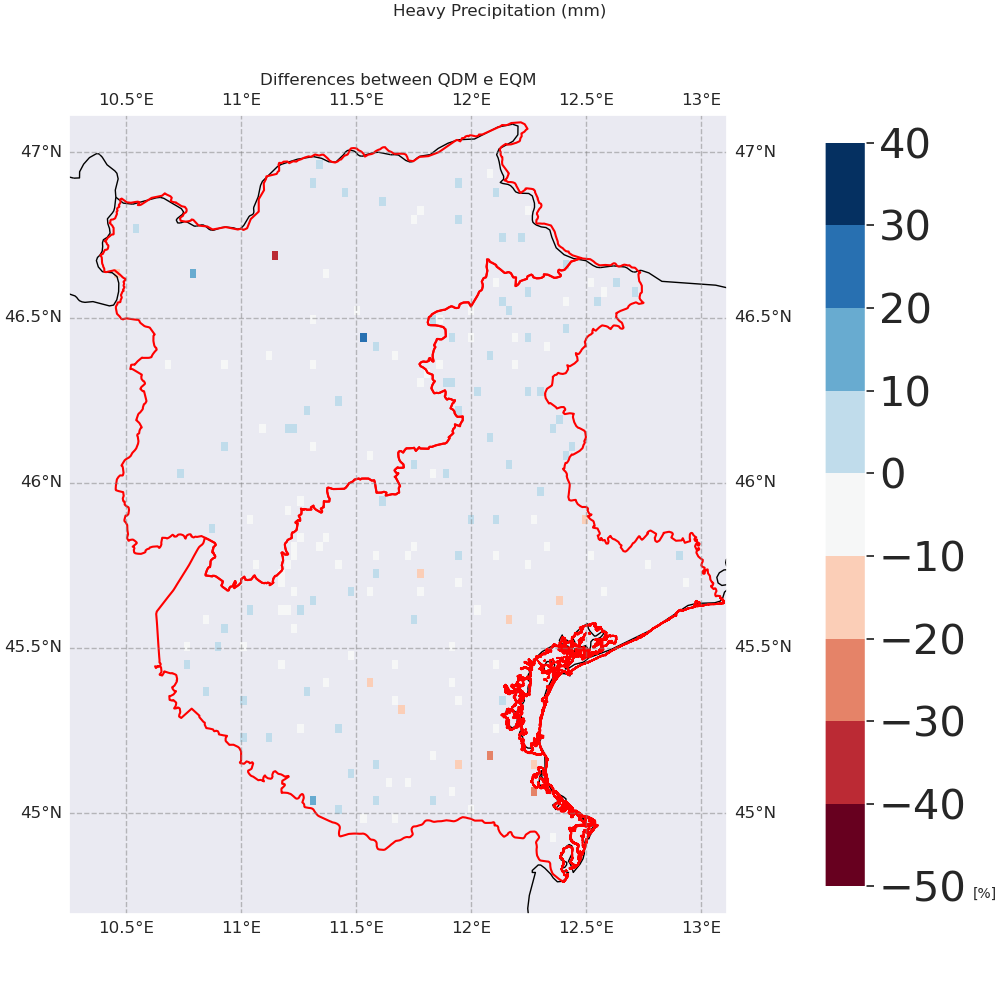 Heavy Precipitation (mm)
Differences between QDM e EQM
10.5°E 11°E 11.5°E 12°E 12.5°E 13°E
47°N 47°N
46.5°N 46.5°N
46°N 46°N
45.5°N 45.5°N
45°N 45°N
10.5°E 11°E 11.5°E 12°E 12.5°E 13°E
40
30
20
10
0
−10
−20
−30
−40
−50 [%]